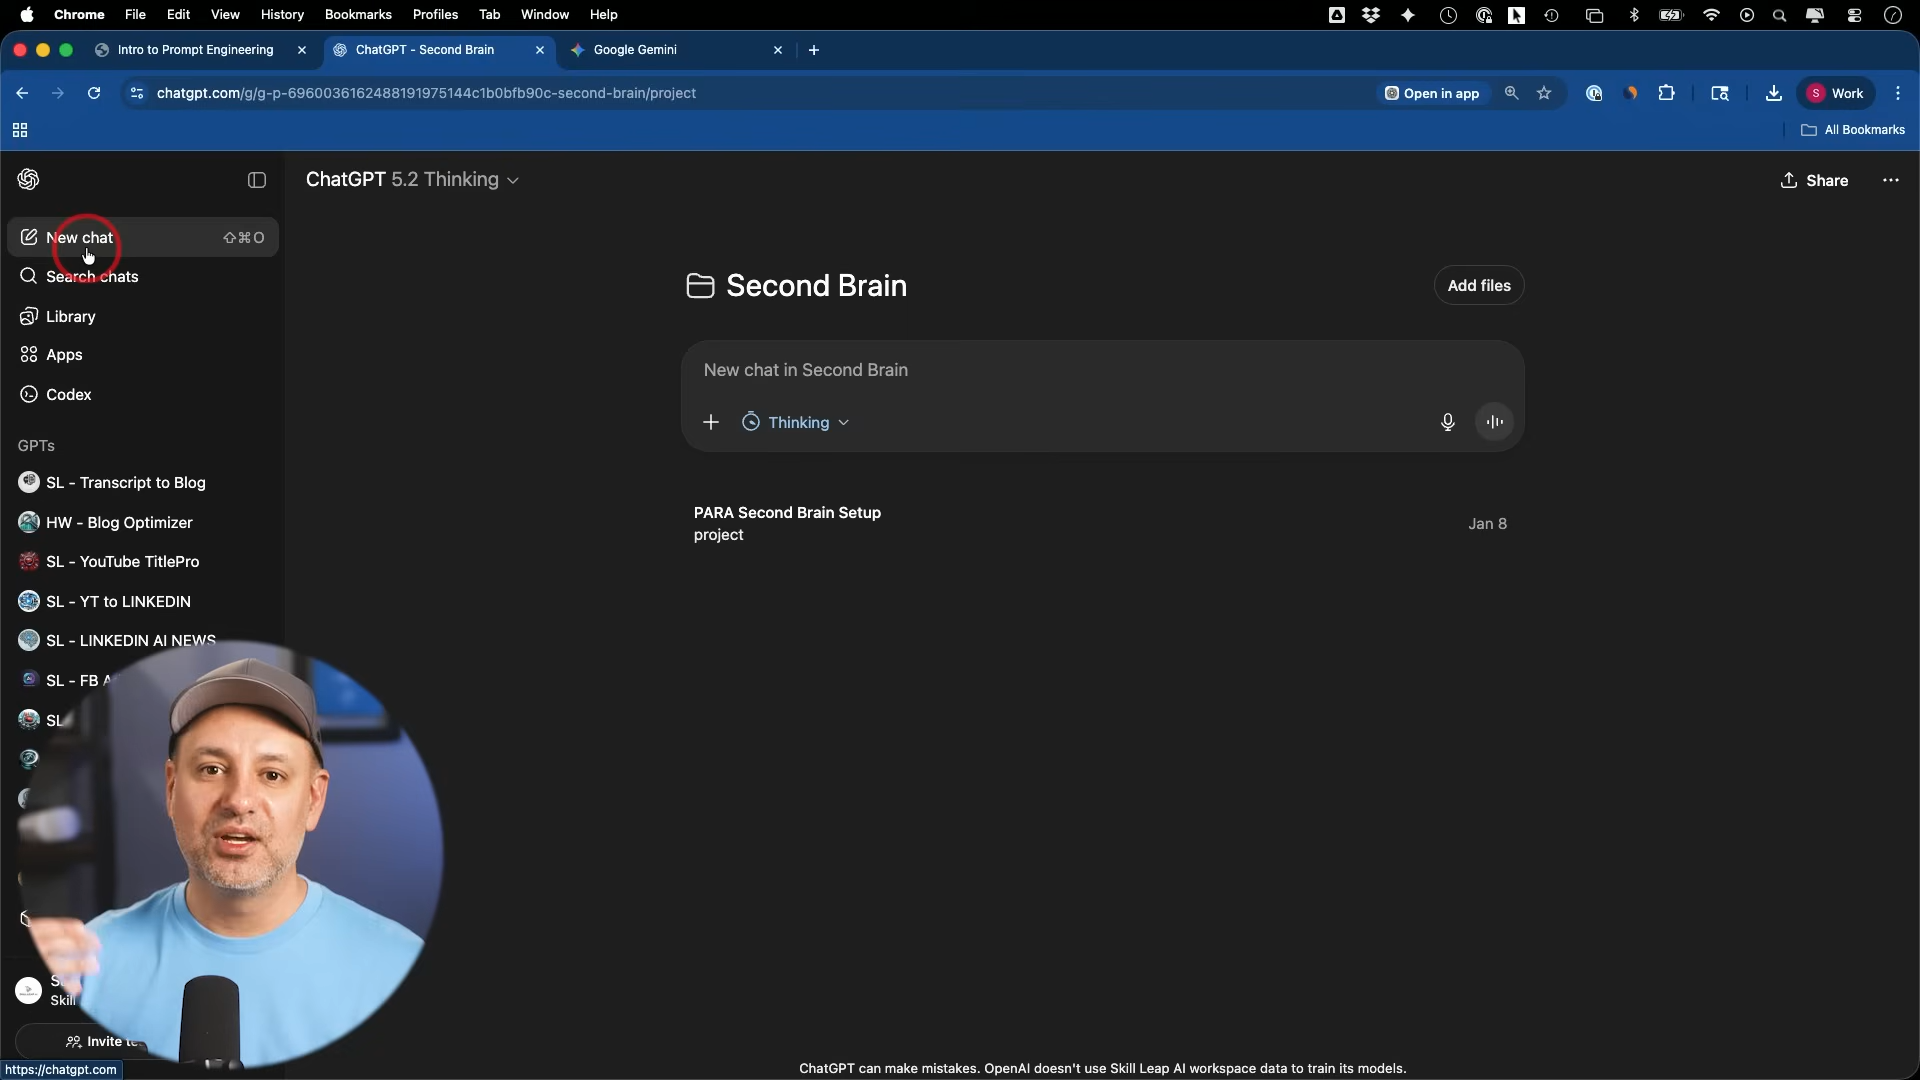 Chrome File Edit View History Bookmarks Profiles Tab Window Help
Intro to Prompt Engineering
ChatGPT - Second Brain
Google Gemini
chatgpt.com/g/g-p-6960036162488191975144c1b0bfb90c-second-brain/project
Open in app
S Work
All Bookmarks
ChatGPT 5.2 Thinking
Share
New chat ⇧⌘O
Search chats
Library
Apps
Codex
GPTs
SL - Transcript to Blog
HW - Blog Optimizer
SL - YouTube TitlePro
SL - YT to LINKEDIN
SL - LINKEDIN AI NEWS
SL - FB
SL
Skill
Invite
https://chatgpt.com
Second Brain
Add files
New chat in Second Brain
Thinking
PARA Second Brain Setup
project
Jan 8
ChatGPT can make mistakes. OpenAI doesn't use Skill Leap AI workspace data to train its models.